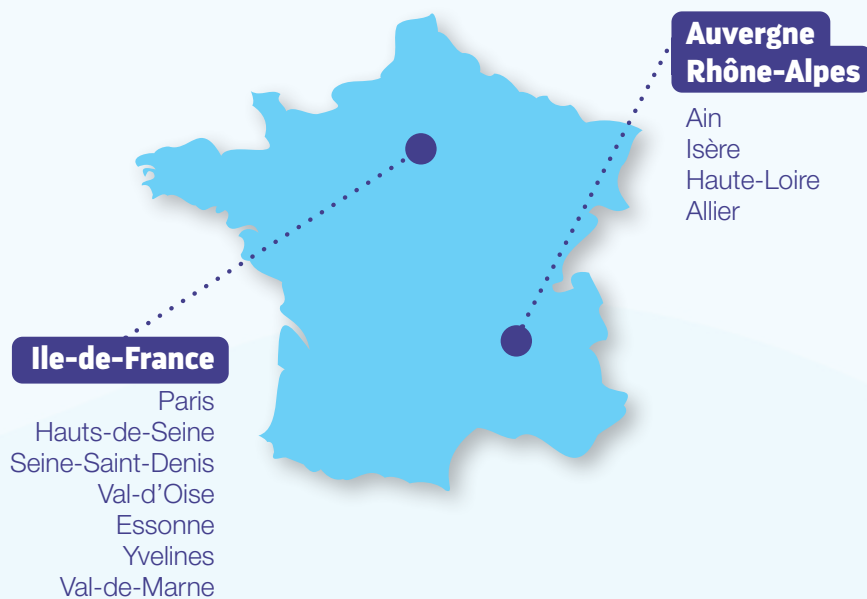 Auvergne
Rhône-Alpes
Ain
Isère
Haute-Loire
Allier
Ile-de-France
Paris
Hauts-de-Seine
Seine-Saint-Denis
Val-d’Oise
Essonne
Yvelines
Val-de-Marne